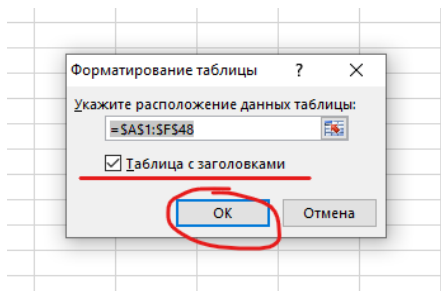 Форматирование таблицы ? ×
Укажите расположение данных таблицы:
=$A$1:$F$48
Таблица с заголовками
ОК Отмена